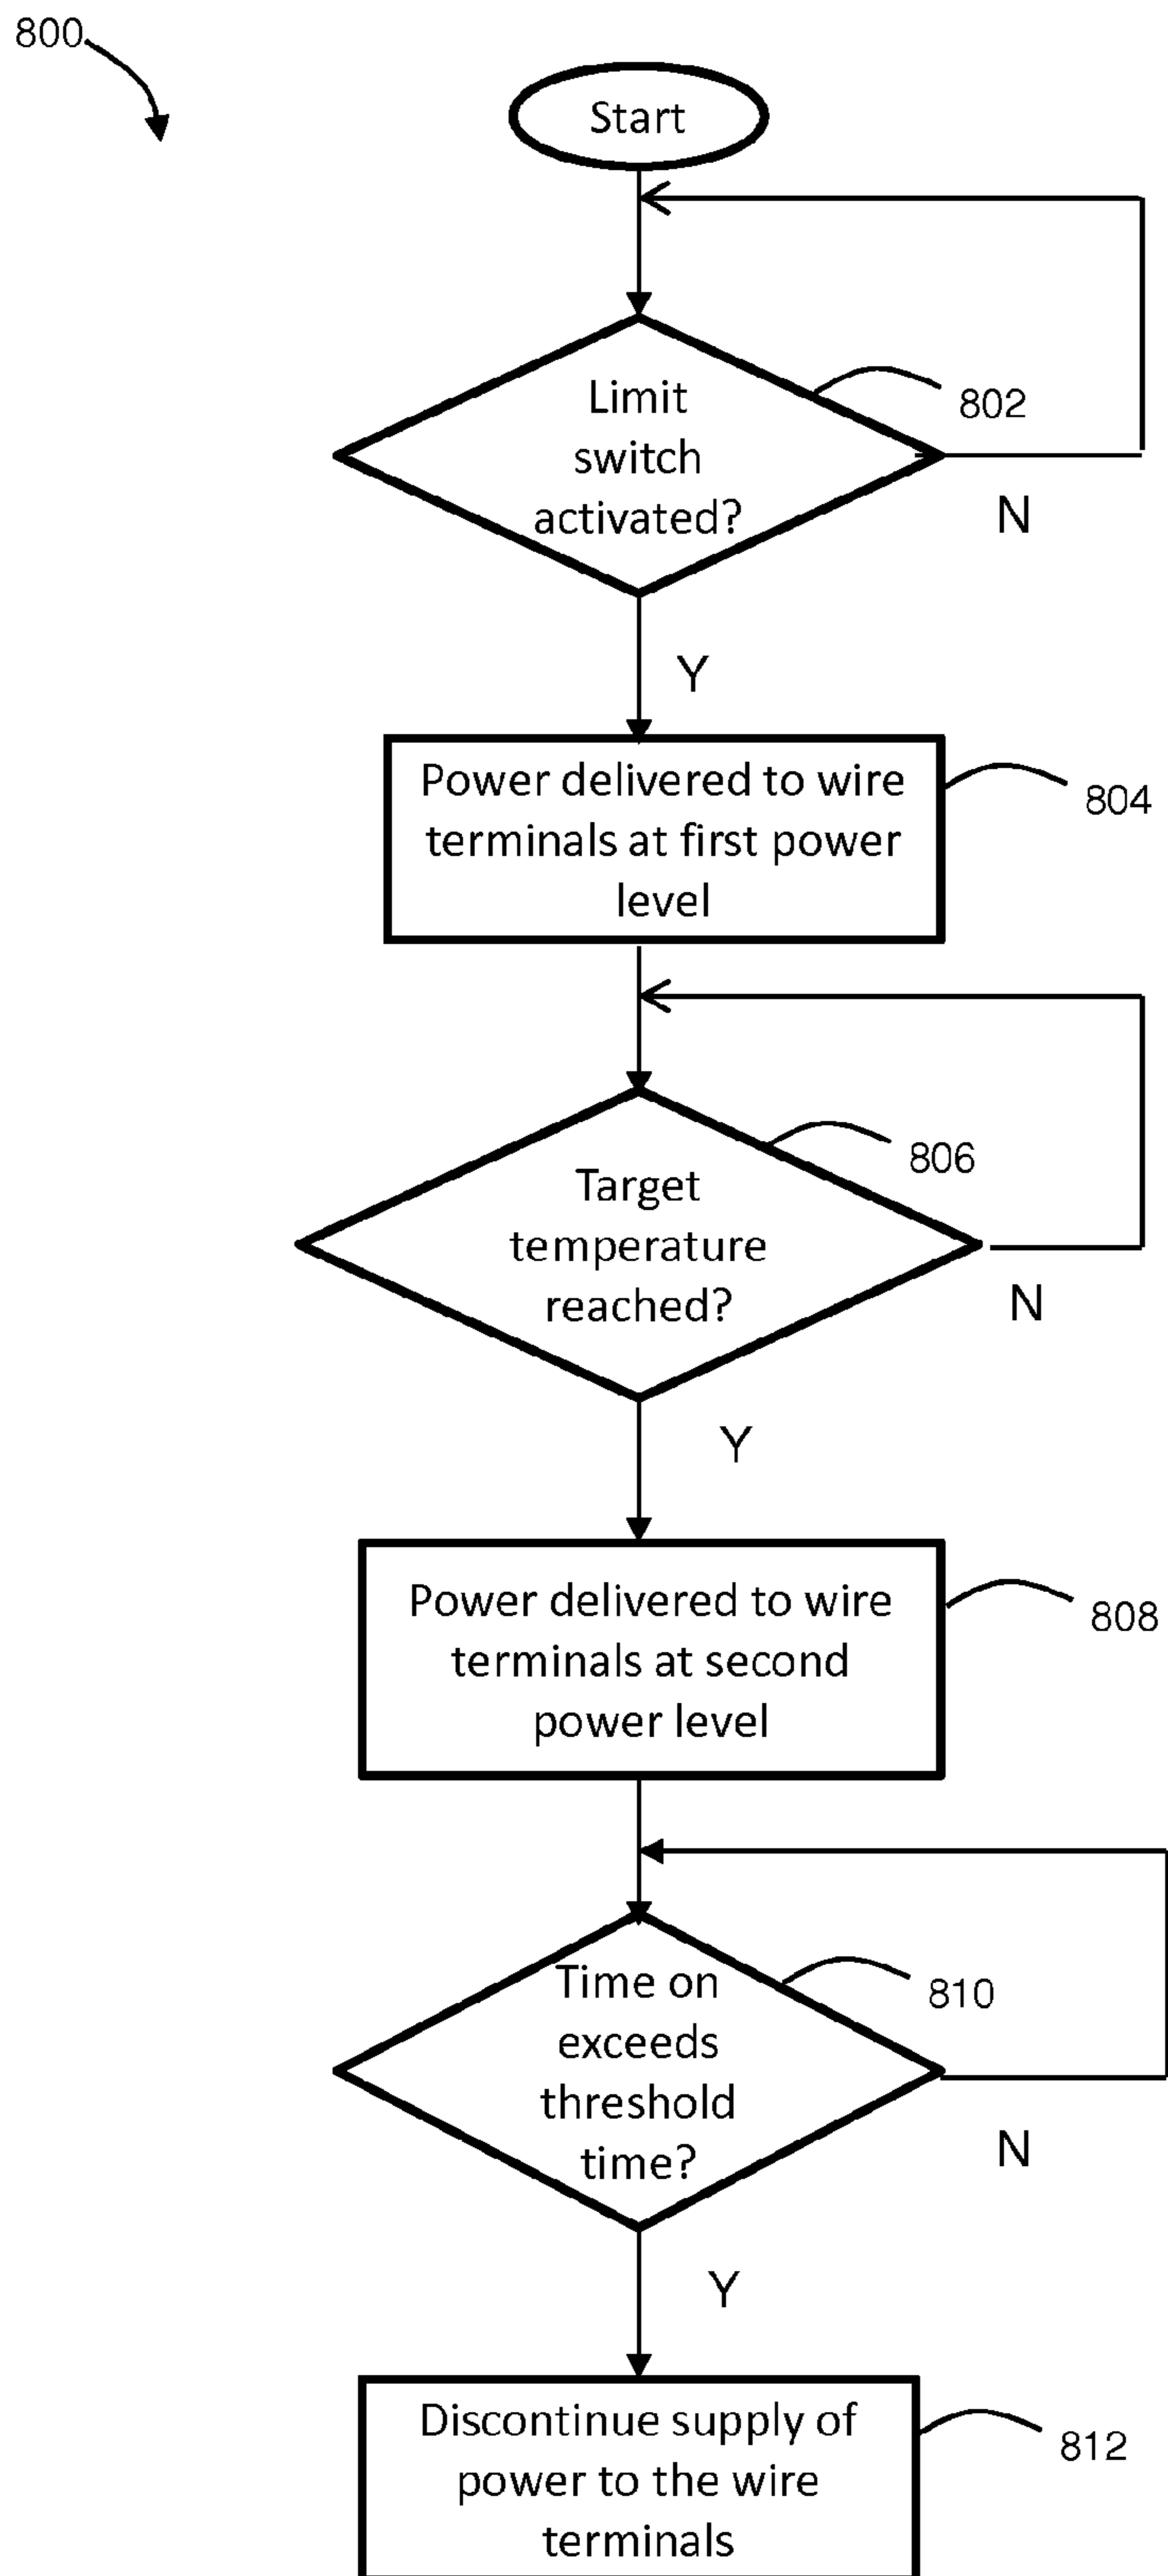 800
Start
Limit
switch
activated?
802
N
Y
Power delivered to wire
terminals at first power
level
804
Target
temperature
reached?
806
N
Y
Power delivered to wire
terminals at second
power level
808
Time on
exceeds
threshold
time?
810
N
Y
Discontinue supply of
power to the wire
terminals
812